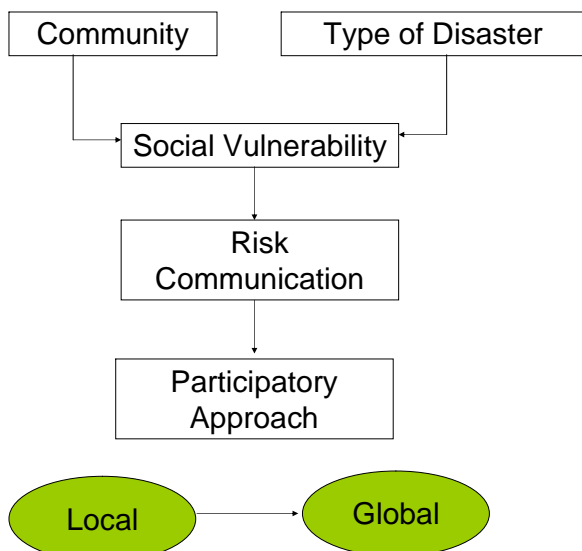 Community
Type of Disaster
Social Vulnerability
Risk
Communication
Participatory
Approach
Local
Global